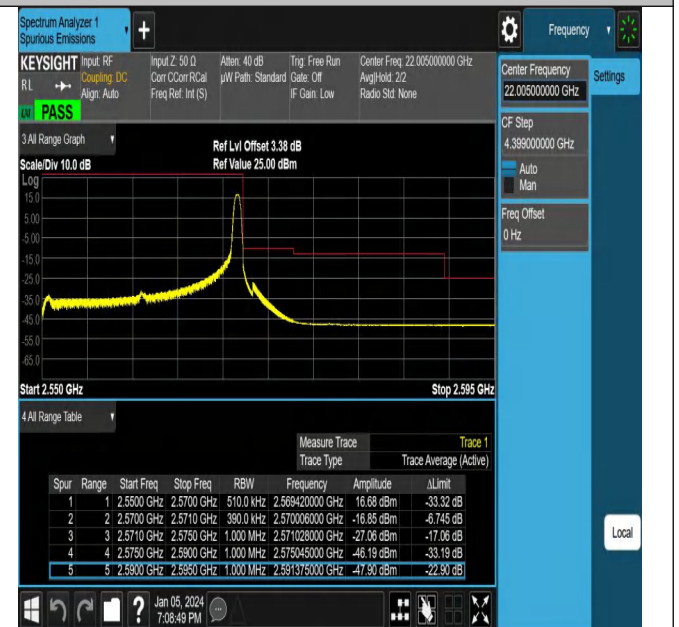 Spectrum Analyzer 1
Spurious Emissions
Frequency
KEYSIGHT
RL
Input: RF
Coupling: DC
Align: Auto
Input Z: 50 Ω
Corr CCorr RCal
Freq Ref: Int (S)
Atten: 40 dB
µW Path: Standard
Trig: Free Run
Gate: Off
IF Gain: Low
Center Freq: 22.005000000 GHz
Avg|Hold: 2/2
Radio Std: None
PASS
Center Frequency
22.005000000 GHz
Settings
CF Step
4.399000000 GHz
Auto
Man
Freq Offset
0 Hz
3 All Range Graph
Ref Lvl Offset 3.38 dB
Scale/Div 10.0 dB
Ref Value 25.00 dBm
Log
15.0
5.00
-5.00
-15.0
-25.0
-35.0
-45.0
-55.0
-65.0
Start 2.550 GHz
Stop 2.595 GHz
4 All Range Table
Measure Trace Trace 1
Trace Type Trace Average (Active)
Spur Range Start Freq Stop Freq RBW Frequency Amplitude ΔLimit
1 1 2.5500 GHz 2.5700 GHz 510.0 kHz 2.569420000 GHz 16.68 dBm -33.32 dB
2 2 2.5700 GHz 2.5710 GHz 390.0 kHz 2.570006000 GHz -16.85 dBm -6.745 dB
3 3 2.5710 GHz 2.5750 GHz 1.000 MHz 2.571028000 GHz -27.06 dBm -17.06 dB
4 4 2.5750 GHz 2.5900 GHz 1.000 MHz 2.575045000 GHz -46.19 dBm -33.19 dB
5 5 2.5900 GHz 2.5950 GHz 1.000 MHz 2.591375000 GHz -47.90 dBm -22.90 dB
Local
Jan 05, 2024
7:08:49 PM